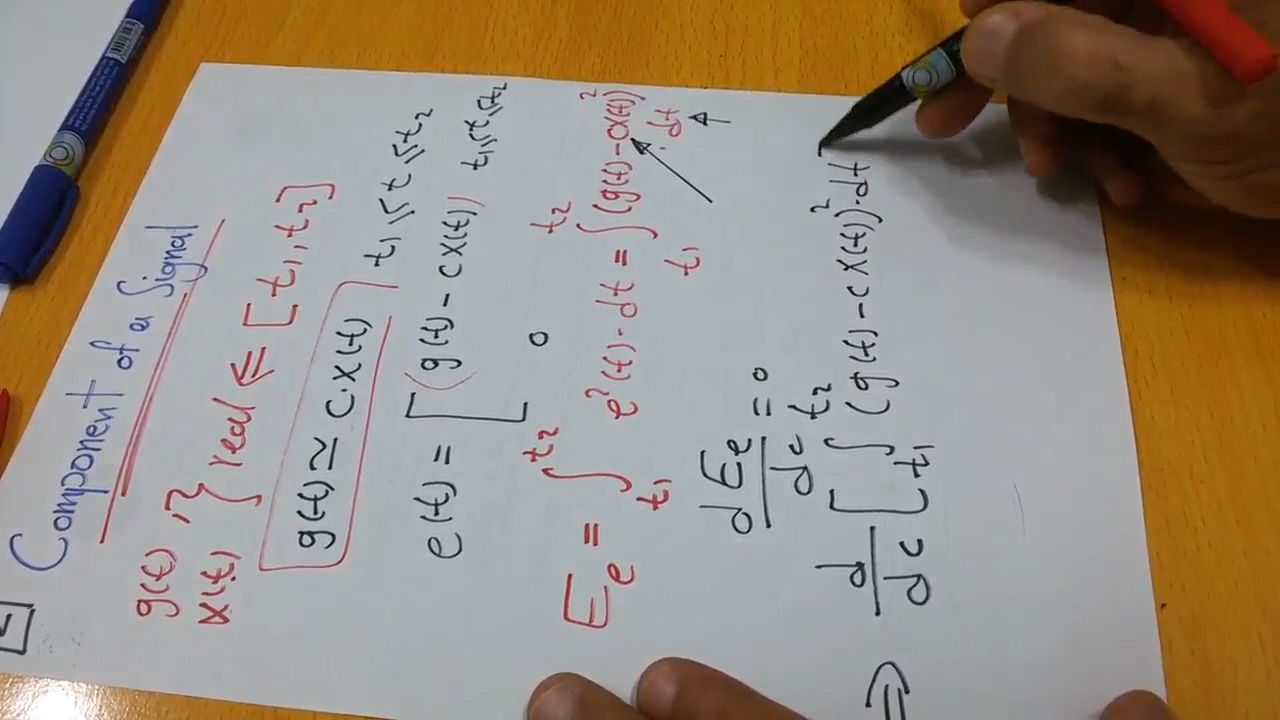 Component of a Signal
g(t), } real ⇐ [t1, t2]
x(t)
g(t) ≃ c·x(t) t1 ≤ t ≤ t2
e(t) = [ (g(t) - c x(t)) t1 ≤ t ≤ t2
0
Ee = ∫_{t1}^{t2} e²(t)·dt = ∫_{t1}^{t2} (g(t) - cx(t))² dt
dEe/dc = 0
⇒ d/dc [ ∫_{t1}^{t2} (g(t) - c x(t))²·dt